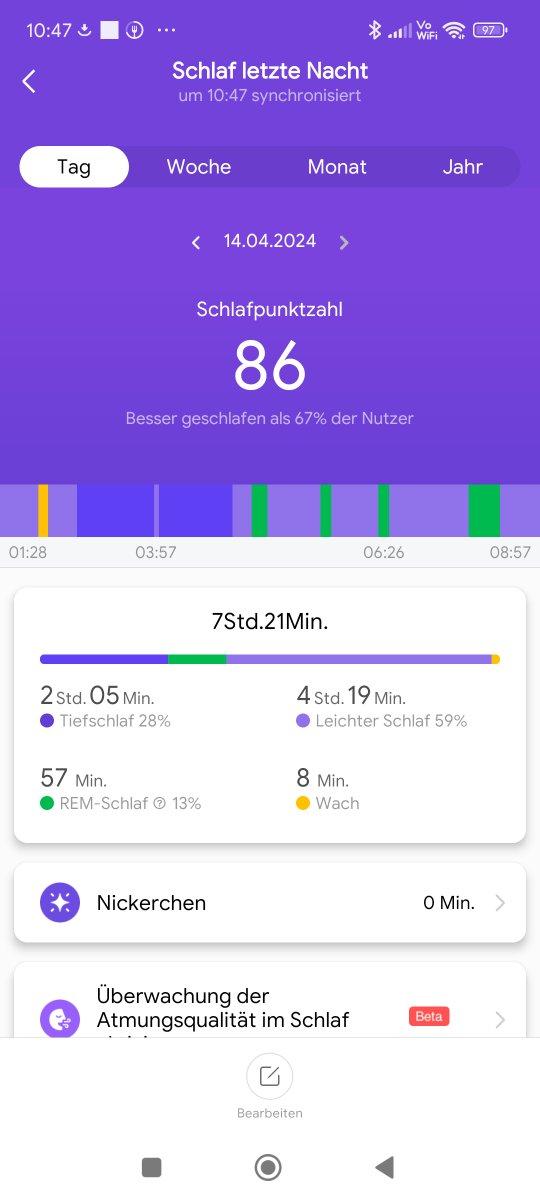 10:47
Vo
WiFi
97
Schlaf letzte Nacht
um 10:47 synchronisiert
Tag Woche Monat Jahr
14.04.2024
Schlafpunktzahl
86
Besser geschlafen als 67% der Nutzer
01:28 03:57 06:26 08:57
7Std.21Min.
2 Std. 05 Min. 4 Std. 19 Min.
Tiefschlaf 28% Leichter Schlaf 59%
57 Min. 8 Min.
REM-Schlaf ? 13% Wach
Nickerchen 0 Min.
Überwachung der
Atmungsqualität im Schlaf Beta
Bearbeiten